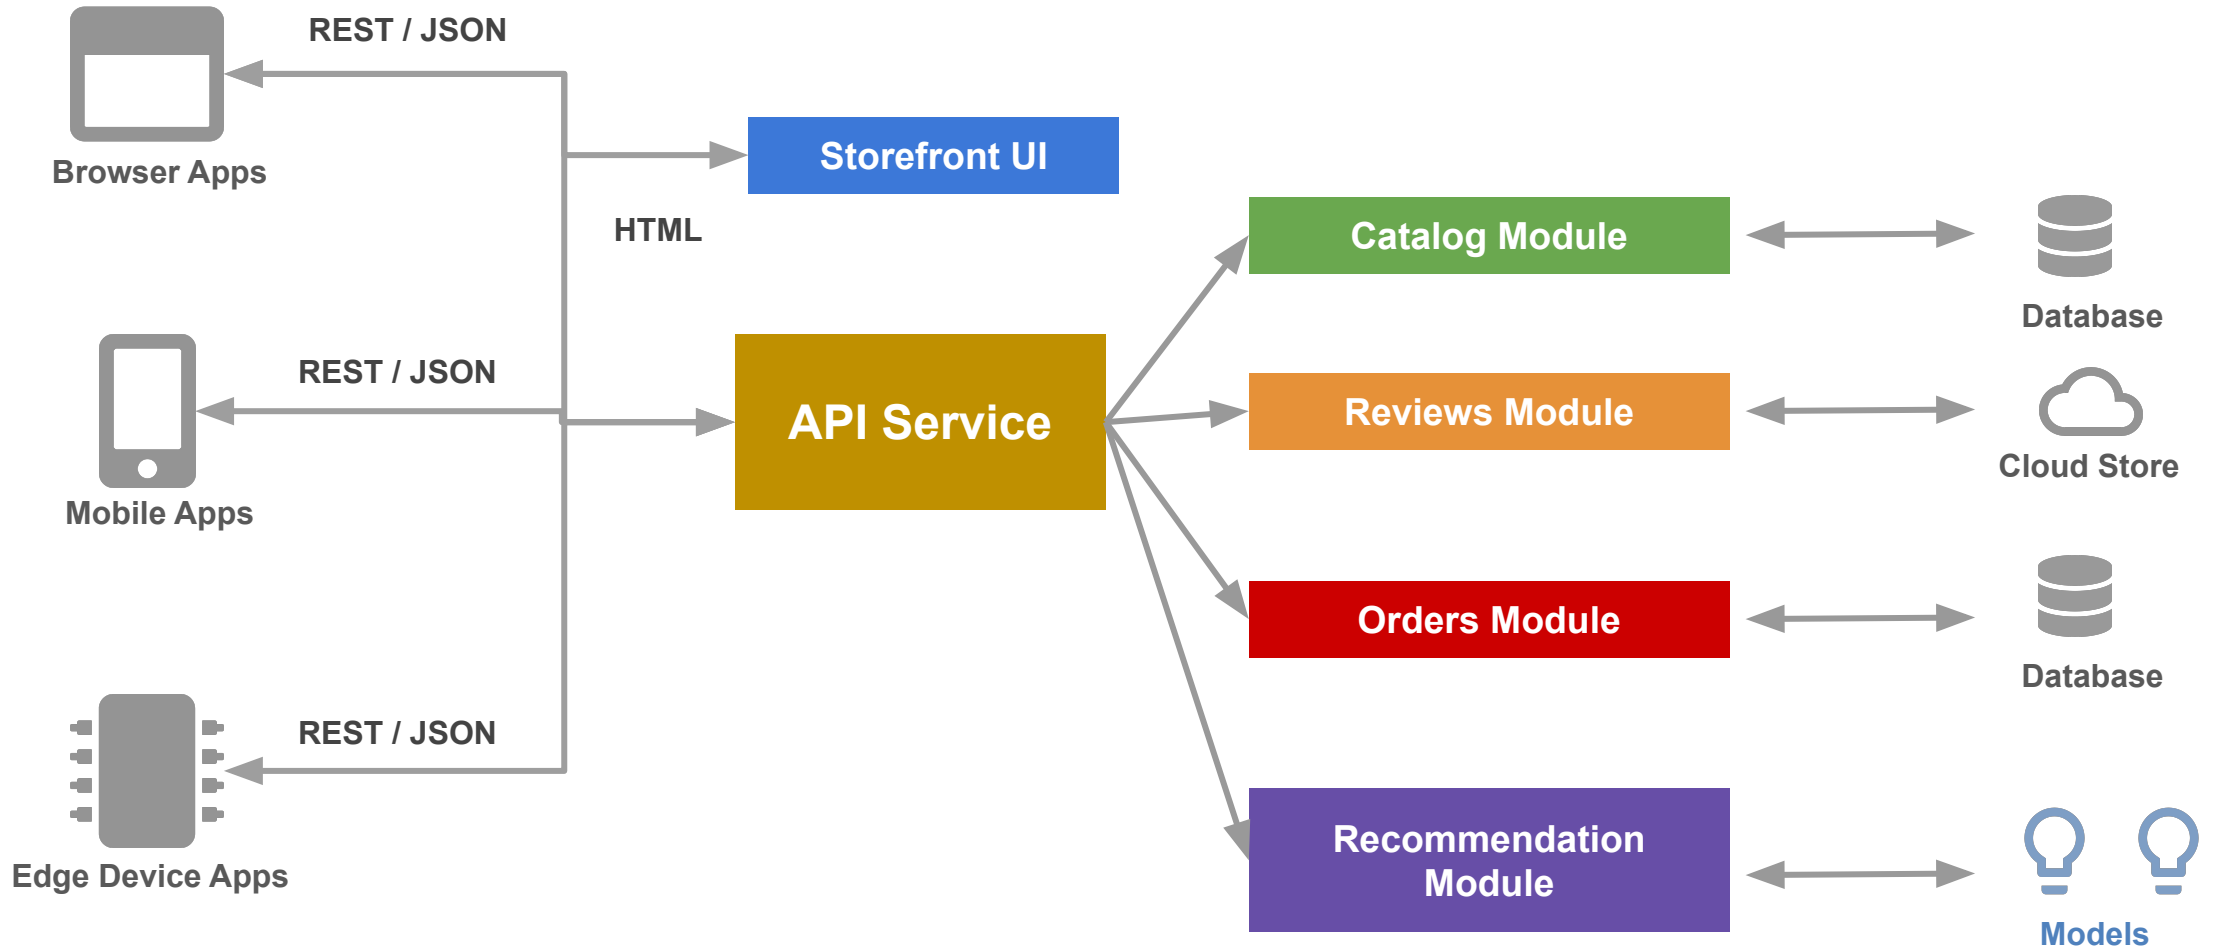 REST / JSON
Browser Apps
Storefront UI
HTML
Catalog Module
Database
REST / JSON
Mobile Apps
API Service
Reviews Module
Cloud Store
Orders Module
Database
REST / JSON
Edge Device Apps
Recommendation
Module
Models